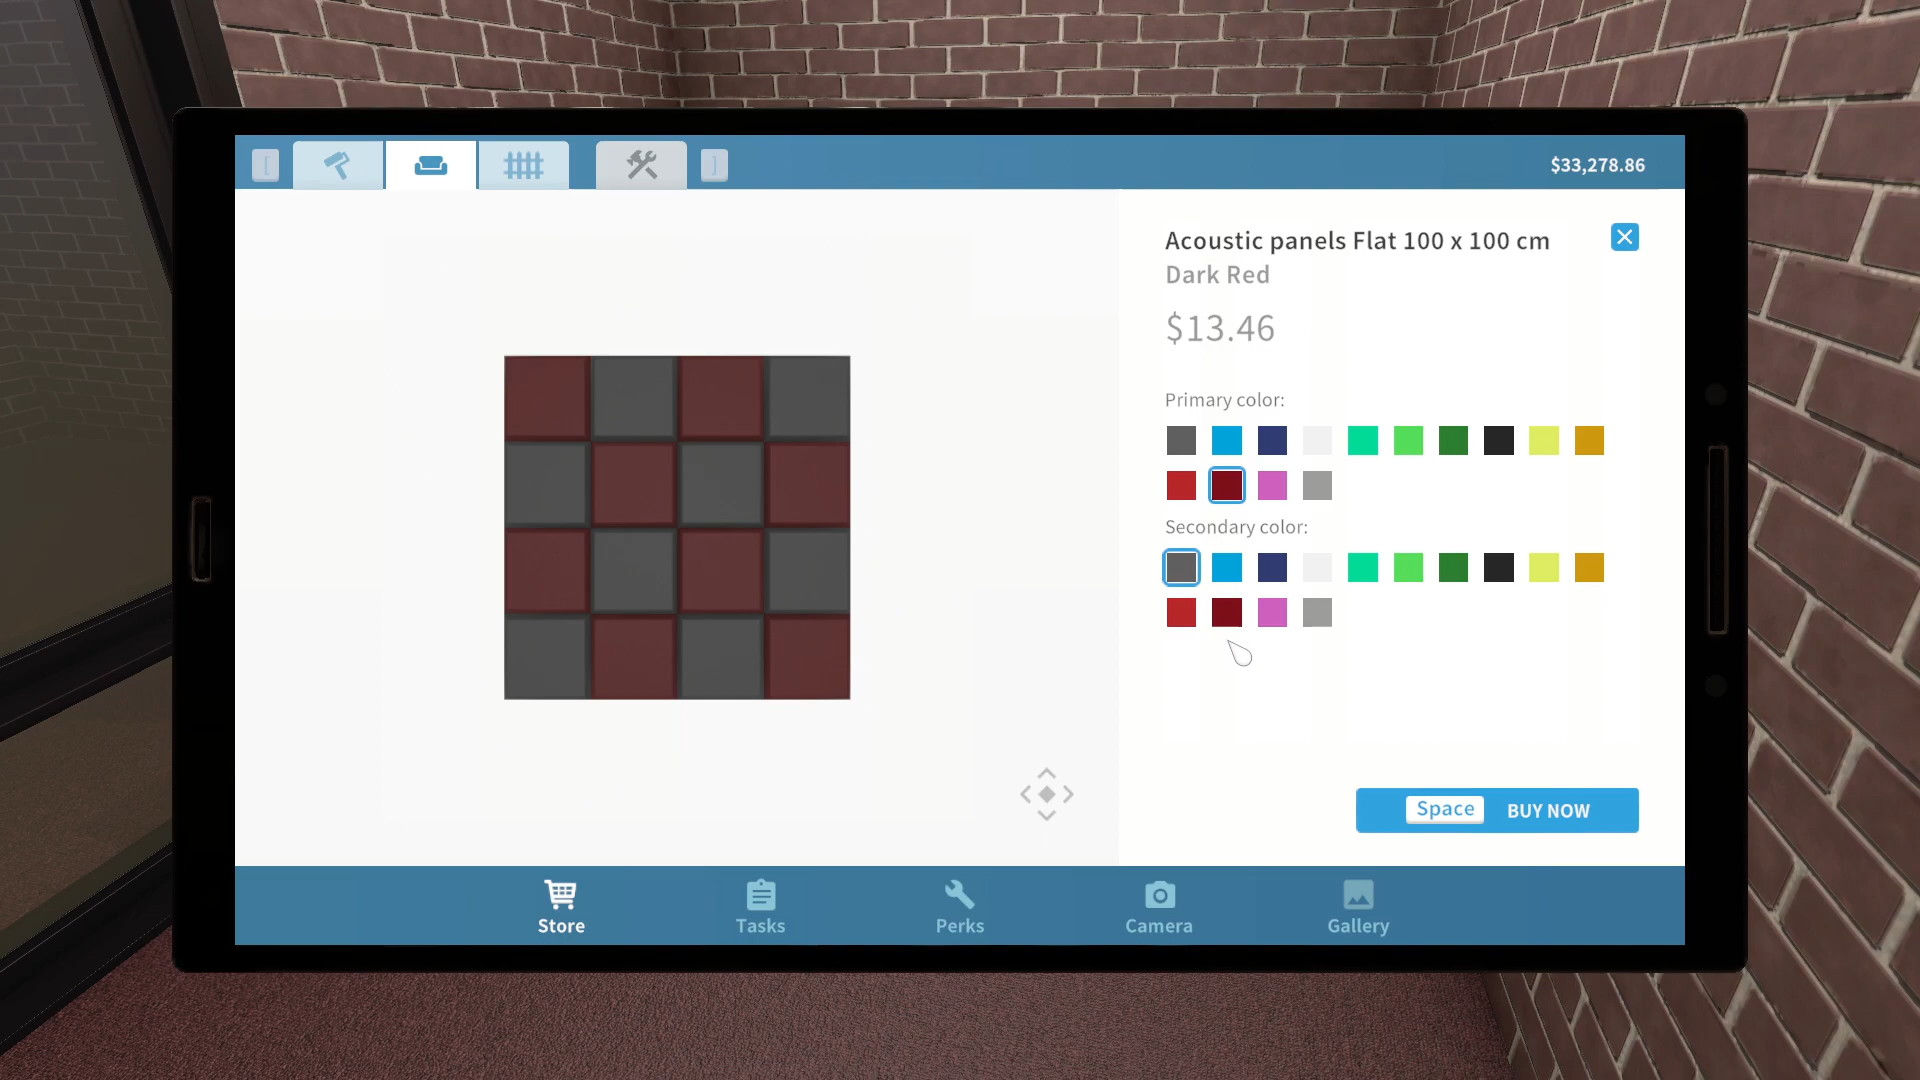 [
]
$33,278.86
Acoustic panels Flat 100 x 100 cm
Dark Red
$13.46
Primary color:
Secondary color:
Space BUY NOW
Store Tasks Perks Camera Gallery